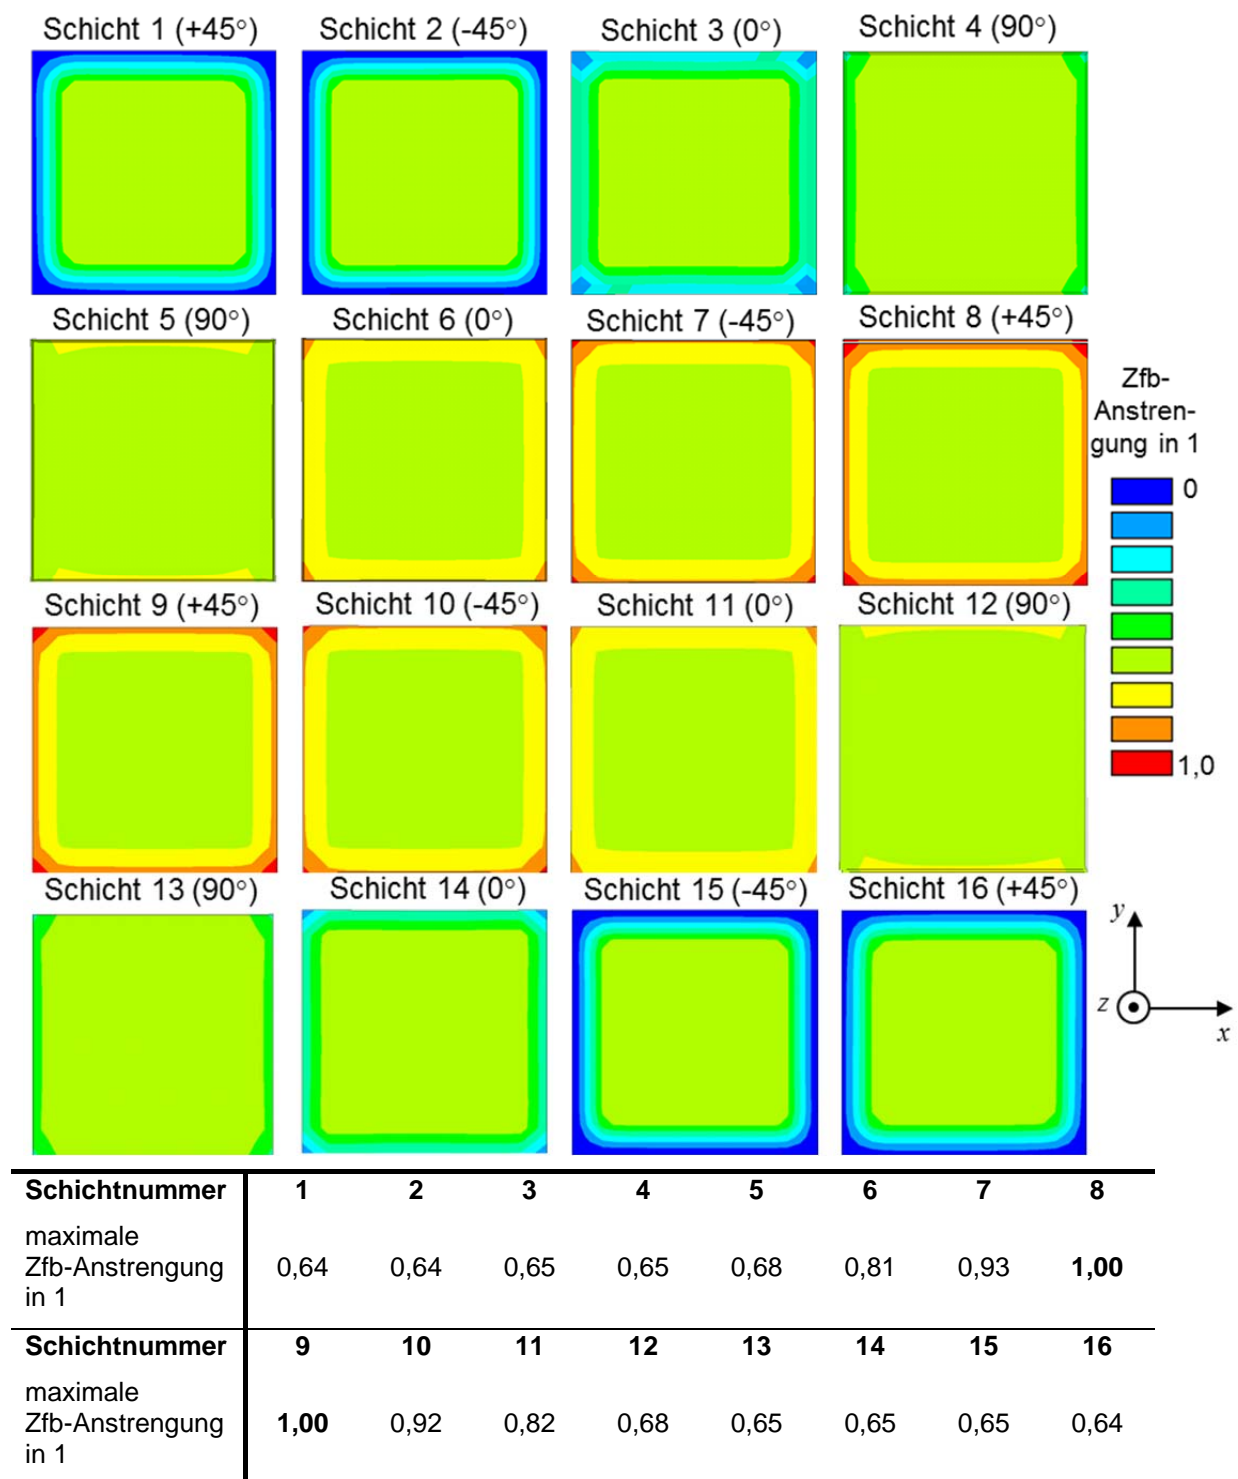 Schicht 1 (+45°) Schicht 2 (-45°) Schicht 3 (0°) Schicht 4 (90°)
Schicht 5 (90°) Schicht 6 (0°) Schicht 7 (-45°) Schicht 8 (+45°)
Zfb-
Anstren-
gung in 1
0
1,0
Schicht 9 (+45°) Schicht 10 (-45°) Schicht 11 (0°) Schicht 12 (90°)
Schicht 13 (90°) Schicht 14 (0°) Schicht 15 (-45°) Schicht 16 (+45°)
y
z
x
Schichtnummer 1 2 3 4 5 6 7 8
maximale
Zfb-Anstrengung 0,64 0,64 0,65 0,65 0,68 0,81 0,93 1,00
in 1
Schichtnummer 9 10 11 12 13 14 15 16
maximale
Zfb-Anstrengung 1,00 0,92 0,82 0,68 0,65 0,65 0,65 0,64
in 1